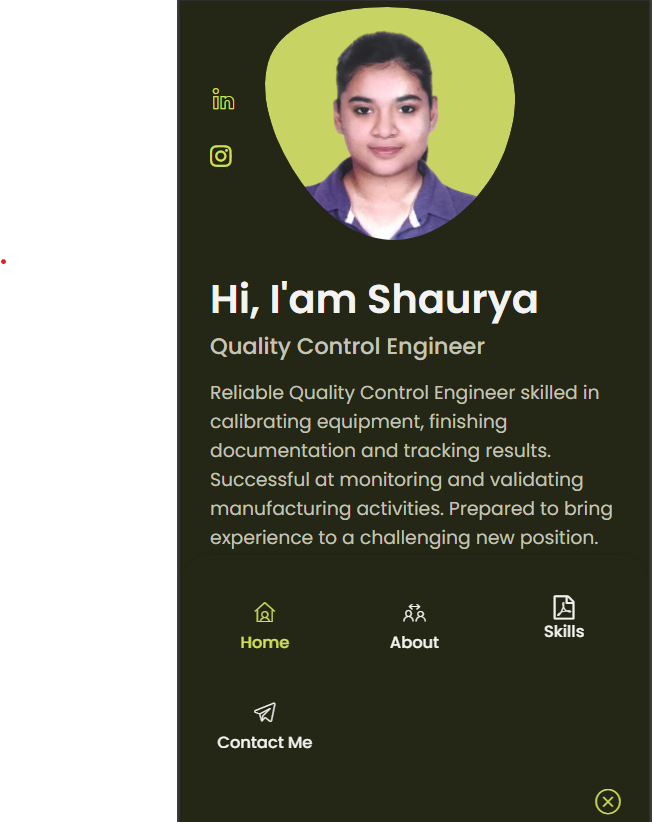 in
Hi, I'am Shaurya
Quality Control Engineer
Reliable Quality Control Engineer skilled in
calibrating equipment, finishing
documentation and tracking results.
Successful at monitoring and validating
manufacturing activities. Prepared to bring
experience to a challenging new position.
Home
About
Skills
Contact Me